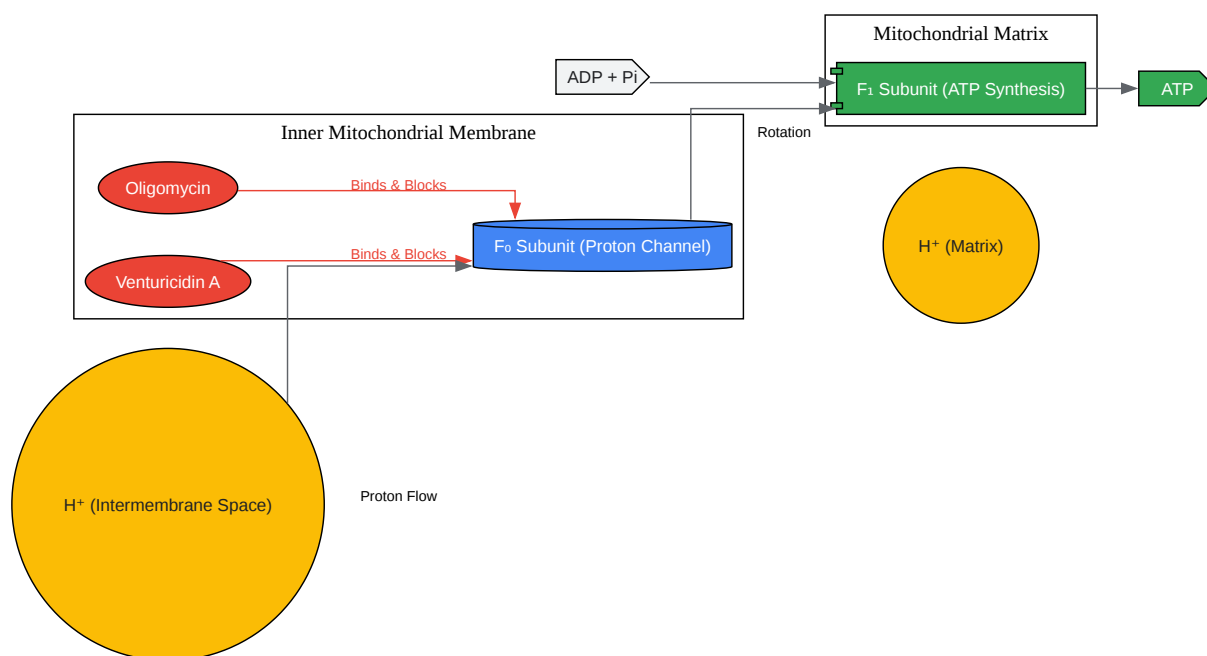 Mitochondrial Matrix
ADP + Pi
F₁ Subunit (ATP Synthesis)
ATP
Rotation
Inner Mitochondrial Membrane
Oligomycin
Binds & Blocks
F₀ Subunit (Proton Channel)
H⁺ (Matrix)
Binds & Blocks
Venturicidin A
H⁺ (Intermembrane Space)
Proton Flow